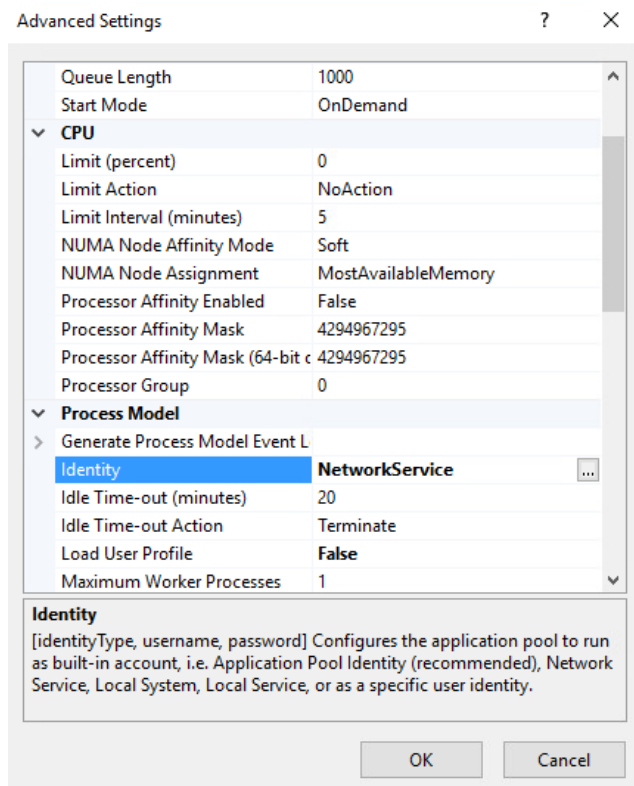 Advanced Settings ? ×
Queue Length 1000
Start Mode OnDemand
CPU
Limit (percent) 0
Limit Action NoAction
Limit Interval (minutes) 5
NUMA Node Affinity Mode Soft
NUMA Node Assignment MostAvailableMemory
Processor Affinity Enabled False
Processor Affinity Mask 4294967295
Processor Affinity Mask (64-bit c 4294967295
Processor Group 0
Process Model
Generate Process Model Event L
Identity NetworkService ...
Idle Time-out (minutes) 20
Idle Time-out Action Terminate
Load User Profile False
Maximum Worker Processes 1
Identity
[identityType, username, password] Configures the application pool to run
as built-in account, i.e. Application Pool Identity (recommended), Network
Service, Local System, Local Service, or as a specific user identity.
OK Cancel